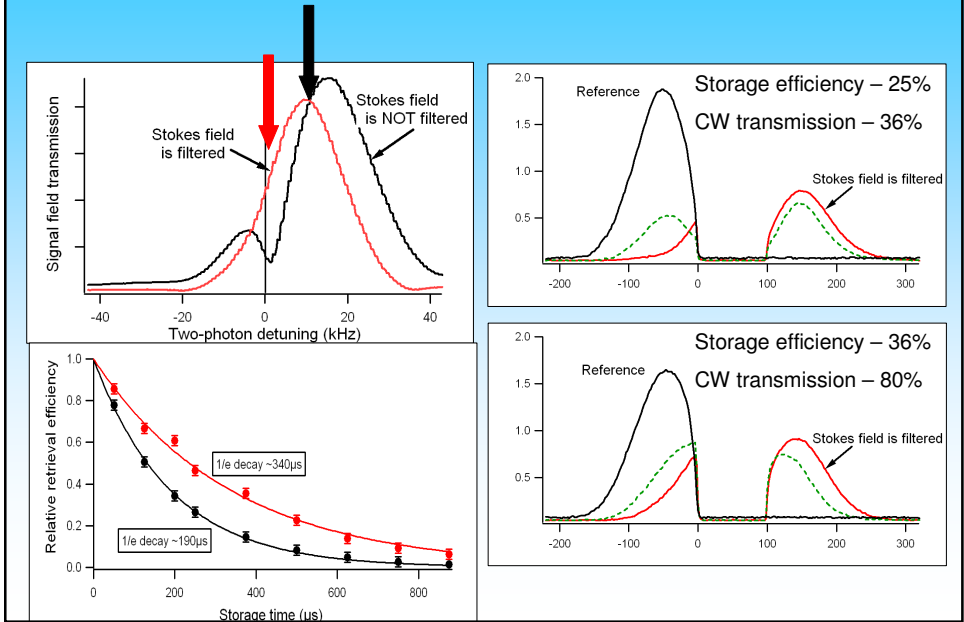 Signal field transmission
Stokes field
is filtered
Stokes field
is NOT filtered
-40
-20
0
20
40
Two-photon detuning (kHz)
Relative retrieval efficiency
1.0
0.8
0.6
0.4
0.2
0.0
1/e decay ~340µs
1/e decay ~190µs
0
200
400
600
800
Storage time (µs)
2.0
1.5
1.0
0.5
Reference
Storage efficiency – 25%
CW transmission – 36%
Stokes field is filtered
-200
-100
0
100
200
300
2.0
1.5
1.0
0.5
Reference
Storage efficiency – 36%
CW transmission – 80%
Stokes field is filtered
-200
-100
0
100
200
300